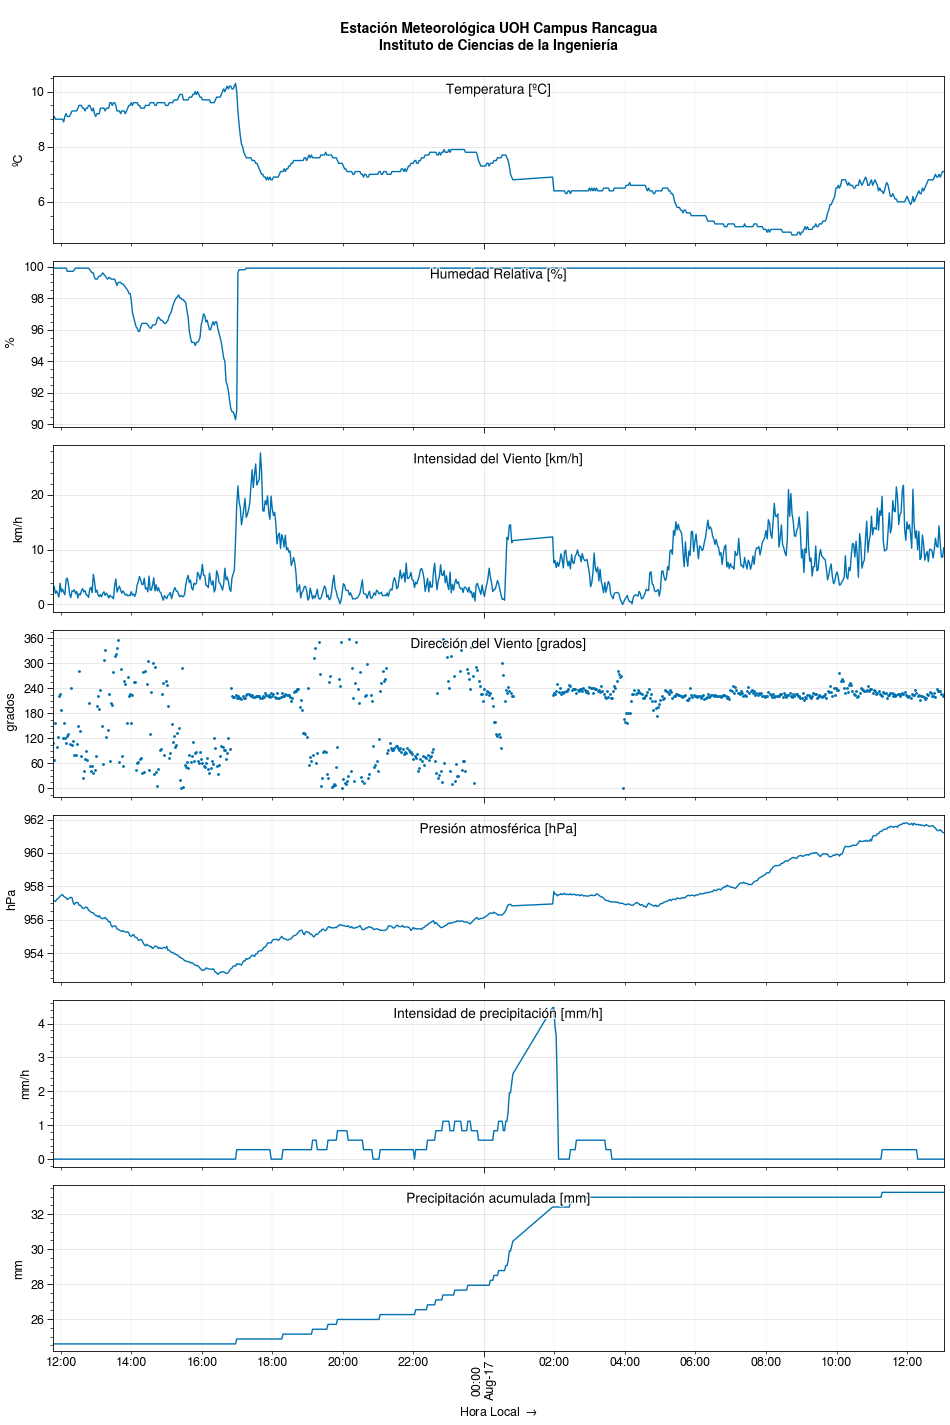 Estación Meteorológica UOH Campus Rancagua
Instituto de Ciencias de la Ingeniería
Temperatura [ºC]
10
8
6
ºC
Humedad Relativa [%]
100
98
96
94
92
90
%
Intensidad del Viento [km/h]
20
10
0
km/h
Dirección del Viento [grados]
360
300
240
180
120
60
0
grados
Presión atmosférica [hPa]
962
960
958
956
954
hPa
Intensidad de precipitación [mm/h]
4
3
2
1
0
mm/h
Precipitación acumulada [mm]
32
30
28
26
mm
12:00 14:00 16:00 18:00 20:00 22:00 00:00 02:00 04:00 06:00 08:00 10:00 12:00
Aug-17
Hora Local →